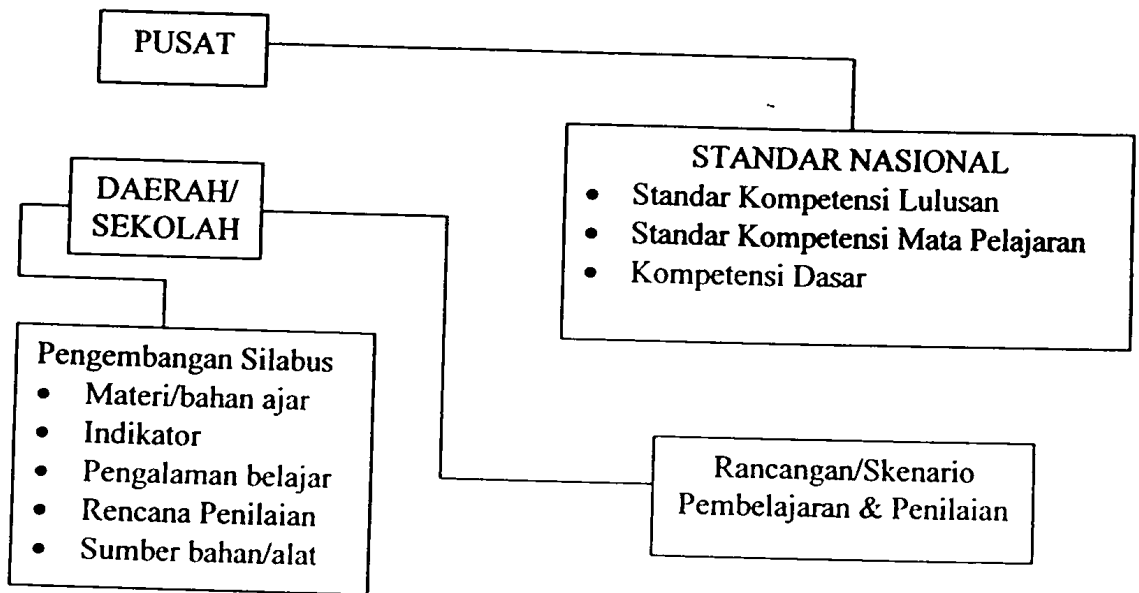 PUSAT
STANDAR NASIONAL
• Standar Kompetensi Lulusan
• Standar Kompetensi Mata Pelajaran
• Kompetensi Dasar
DAERAH/
SEKOLAH
Pengembangan Silabus
• Materi/bahan ajar
• Indikator
• Pengalaman belajar
• Rencana Penilaian
• Sumber bahan/alat
Rancangan/Skenario
Pembelajaran & Penilaian